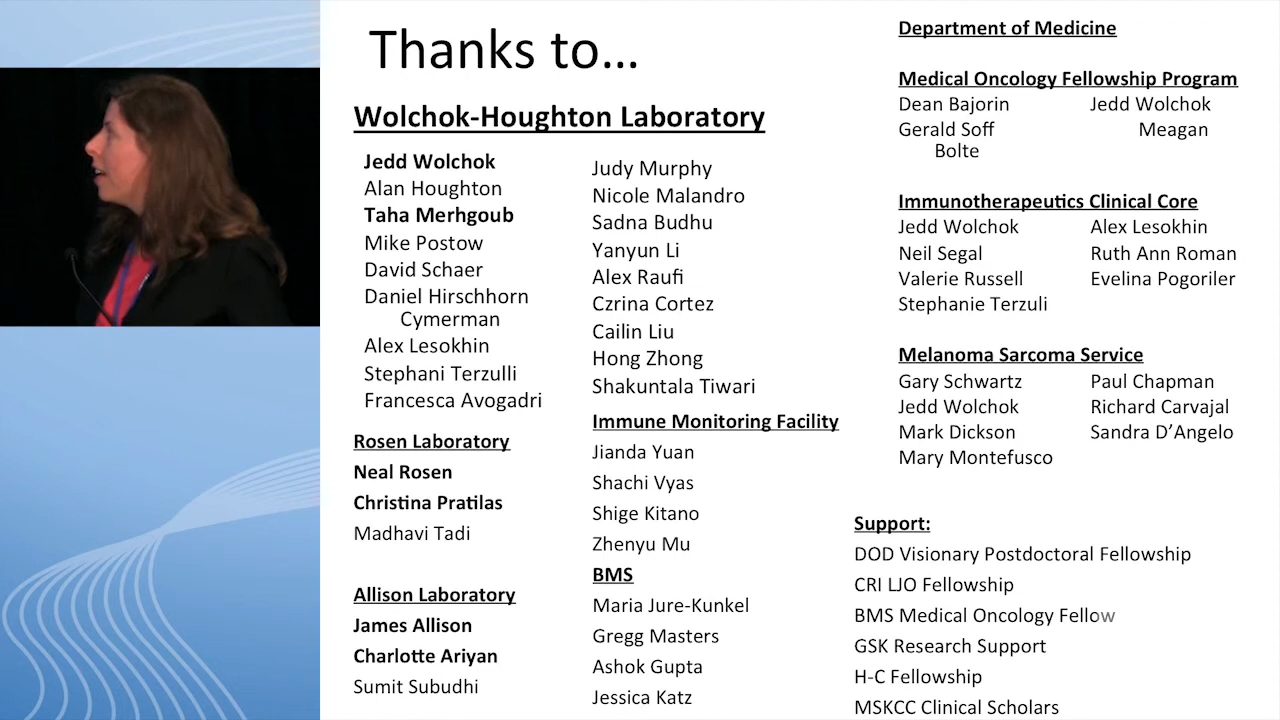 Thanks to...
Wolchok-Houghton Laboratory
Jedd Wolchok
Alan Houghton
Taha Merhgoub
Mike Postow
David Schaer
Daniel Hirschhorn
Cymerman
Alex Lesokhin
Stephani Terzulli
Francesca Avogadri
Rosen Laboratory
Neal Rosen
Christina Pratilas
Madhavi Tadi
Allison Laboratory
James Allison
Charlotte Ariyan
Sumit Subudhi
Judy Murphy
Nicole Malandro
Sadna Budhu
Yanyun Li
Alex Raufi
Czrina Cortez
Cailin Liu
Hong Zhong
Shakuntala Tiwari
Immune Monitoring Facility
Jianda Yuan
Shachi Vyas
Shige Kitano
Zhenyu Mu
BMS
Maria Jure-Kunkel
Gregg Masters
Ashok Gupta
Jessica Katz
Department of Medicine
Medical Oncology Fellowship Program
Dean Bajorin Jedd Wolchok
Gerald Soff Meagan
Bolte
Immunotherapeutics Clinical Core
Jedd Wolchok Alex Lesokhin
Neil Segal Ruth Ann Roman
Valerie Russell Evelina Pogoriler
Stephanie Terzuli
Melanoma Sarcoma Service
Gary Schwartz Paul Chapman
Jedd Wolchok Richard Carvajal
Mark Dickson Sandra D’Angelo
Mary Montefusco
Support:
DOD Visionary Postdoctoral Fellowship
CRI LJO Fellowship
BMS Medical Oncology Fellow
GSK Research Support
H-C Fellowship
MSKCC Clinical Scholars